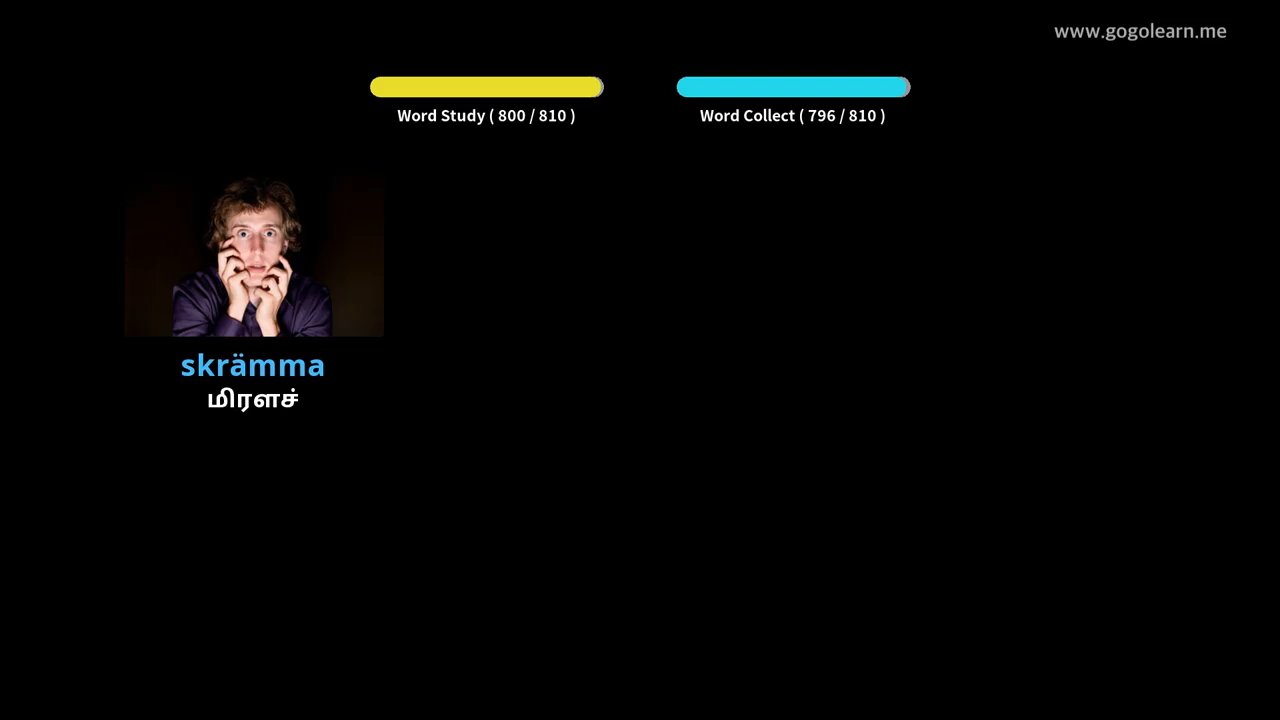 www.gogolearn.me
Word Study ( 800 / 810 )
Word Collect ( 796 / 810 )
skrämma
மிரளச்